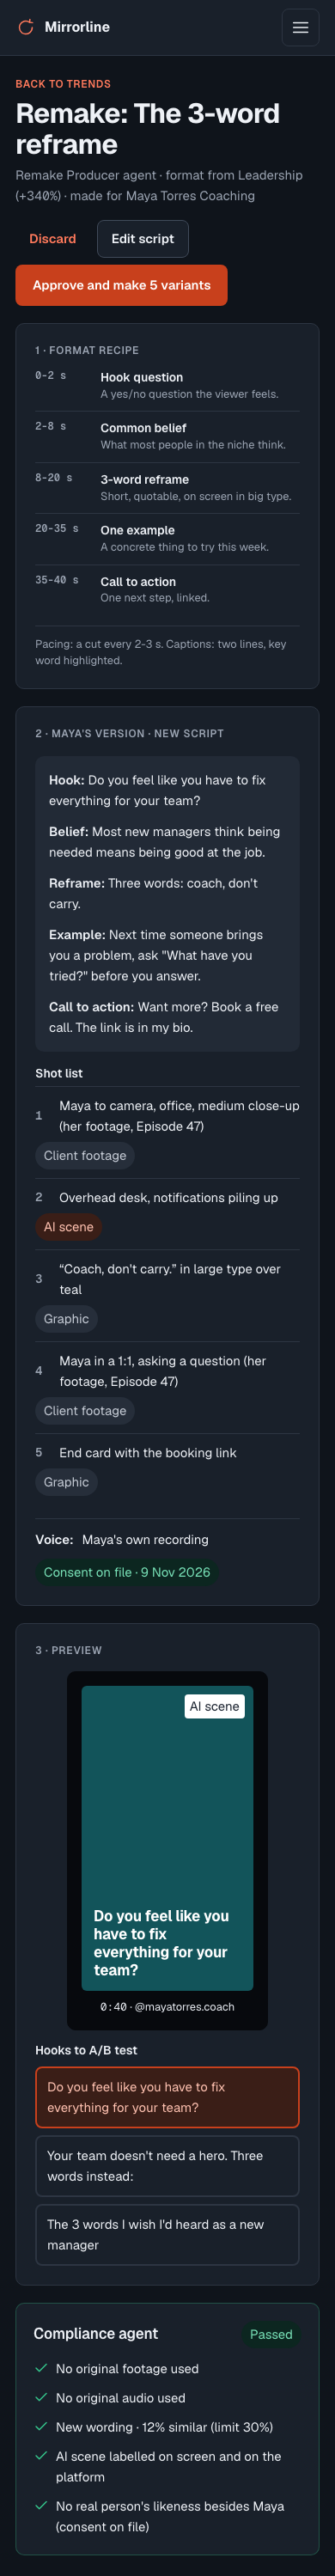 Mirrorline
BACK TO TRENDS
Remake: The 3-word
reframe
Remake Producer agent · format from Leadership
(+340%) · made for Maya Torres Coaching
Discard
Edit script
Approve and make 5 variants
1 · FORMAT RECIPE
0-2 s
Hook question
A yes/no question the viewer feels.
2-8 s
Common belief
What most people in the niche think.
8-20 s
3-word reframe
Short, quotable, on screen in big type.
20-35 s
One example
A concrete thing to try this week.
35-40 s
Call to action
One next step, linked.
Pacing: a cut every 2-3 s. Captions: two lines, key
word highlighted.
2 · MAYA'S VERSION · NEW SCRIPT
Hook: Do you feel like you have to fix
everything for your team?
Belief: Most new managers think being
needed means being good at the job.
Reframe: Three words: coach, don't
carry.
Example: Next time someone brings
you a problem, ask "What have you
tried?" before you answer.
Call to action: Want more? Book a free
call. The link is in my bio.
Shot list
1
Maya to camera, office, medium close-up
(her footage, Episode 47)
Client footage
2
Overhead desk, notifications piling up
AI scene
3
“Coach, don't carry.” in large type over
teal
Graphic
4
Maya in a 1:1, asking a question (her
footage, Episode 47)
Client footage
5
End card with the booking link
Graphic
Voice: Maya's own recording
Consent on file · 9 Nov 2026
3 · PREVIEW
AI scene
Do you feel like you
have to fix
everything for your
team?
0:40 · @mayatorres.coach
Hooks to A/B test
Do you feel like you have to fix
everything for your team?
Your team doesn't need a hero. Three
words instead:
The 3 words I wish I'd heard as a new
manager
Compliance agent
Passed
No original footage used
No original audio used
New wording · 12% similar (limit 30%)
AI scene labelled on screen and on the
platform
No real person's likeness besides Maya
(consent on file)